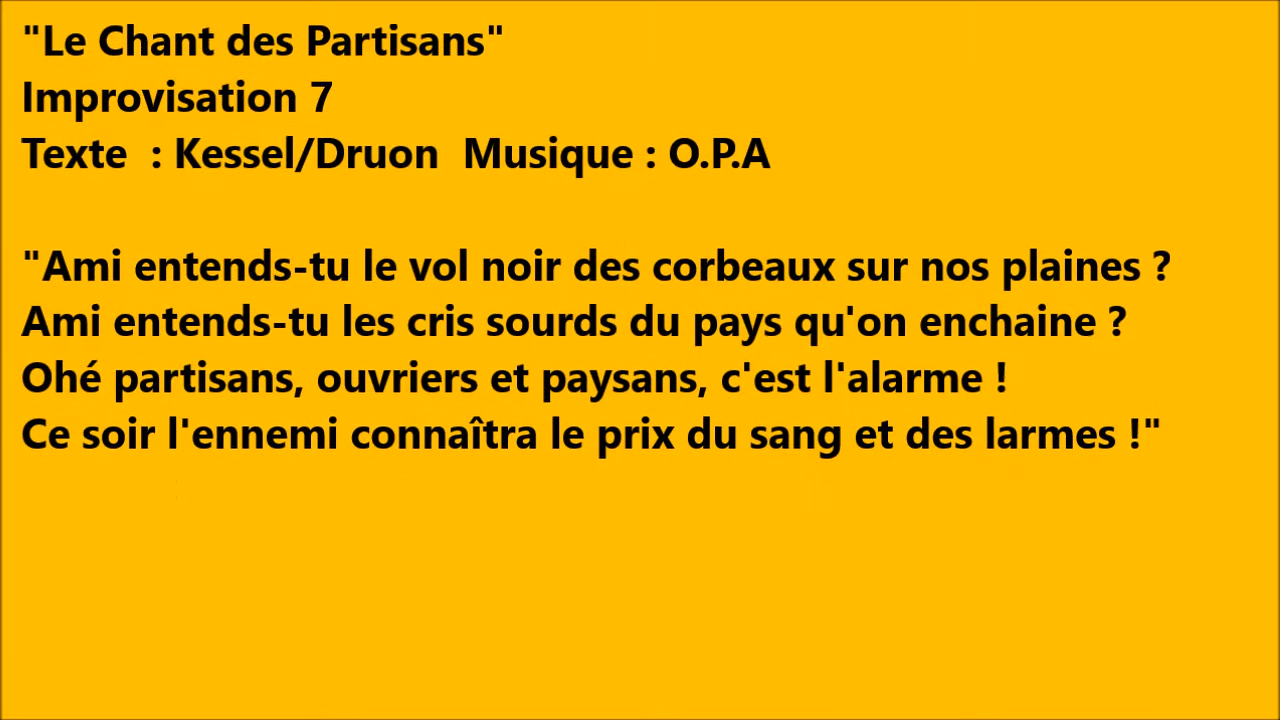 "Le Chant des Partisans"
Improvisation 7
Texte  : Kessel/Druon  Musique : O.P.A
"Ami entends-tu le vol noir des corbeaux sur nos plaines ?
Ami entends-tu les cris sourds du pays qu'on enchaine ?
Ohé partisans, ouvriers et paysans, c'est l'alarme !
Ce soir l'ennemi connaîtra le prix du sang et des larmes !"